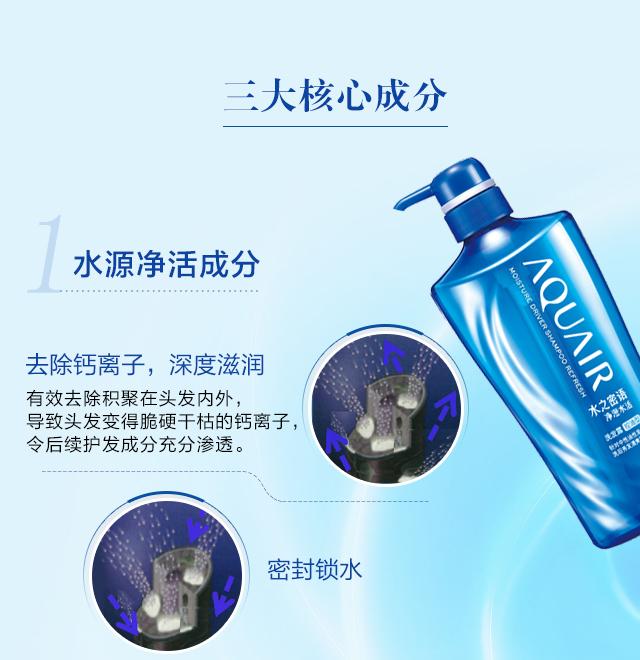 三大核心成分
1
水源净活成分
去除钙离子，深度滋润
有效去除积聚在头发内外，
导致头发变得脆硬干枯的钙离子，
令后续护发成分充分渗透。
密封锁水
AQUAIR
MOISTURE DRIVER SHAMPOO REFRESH
水之密语
净澄水活
洗发露